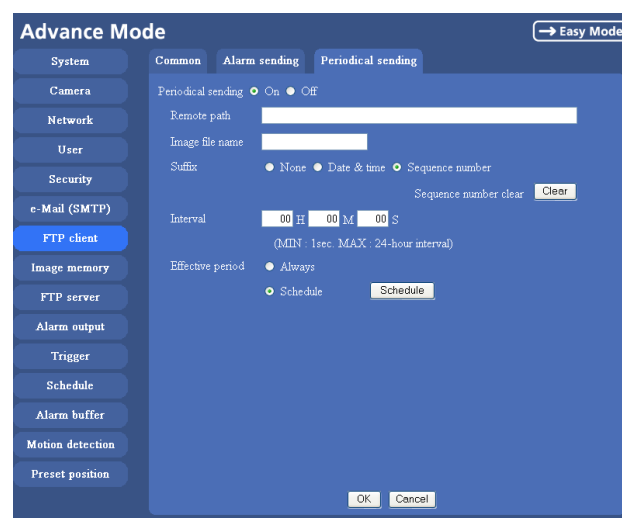 Advance Mode
→ Easy Mode
System
Camera
Network
User
Security
e-Mail (SMTP)
FTP client
Image memory
FTP server
Alarm output
Trigger
Schedule
Alarm buffer
Motion detection
Preset position
Common Alarm sending Periodical sending
Periodical sending On Off
Remote path
Image file name
Suffix None Date & time Sequence number
Sequence number clear Clear
Interval 00 H 00 M 00 S
(MIN : 1sec. MAX : 24-hour interval)
Effective period Always
Schedule Schedule
OK Cancel